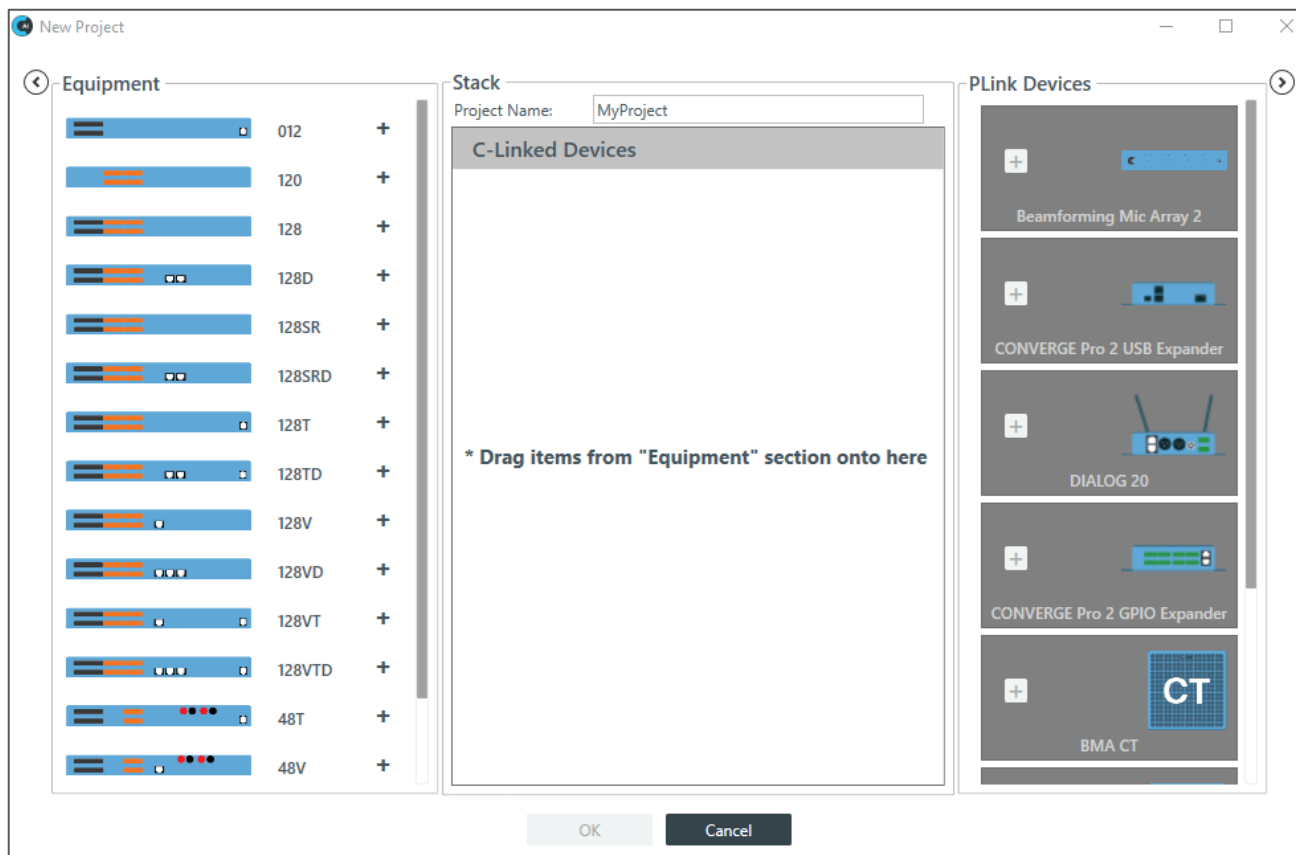 New Project
Equipment
012
120
128
128D
128SR
128SRD
128T
128TD
128V
128VD
128VT
128VTD
48T
48V
Stack
Project Name: MyProject
C-Linked Devices
* Drag items from "Equipment" section onto here
PLink Devices
Beamforming Mic Array 2
CONVERGE Pro 2 USB Expander
DIALOG 20
CONVERGE Pro 2 GPIO Expander
CT
BMA CT
OK
Cancel